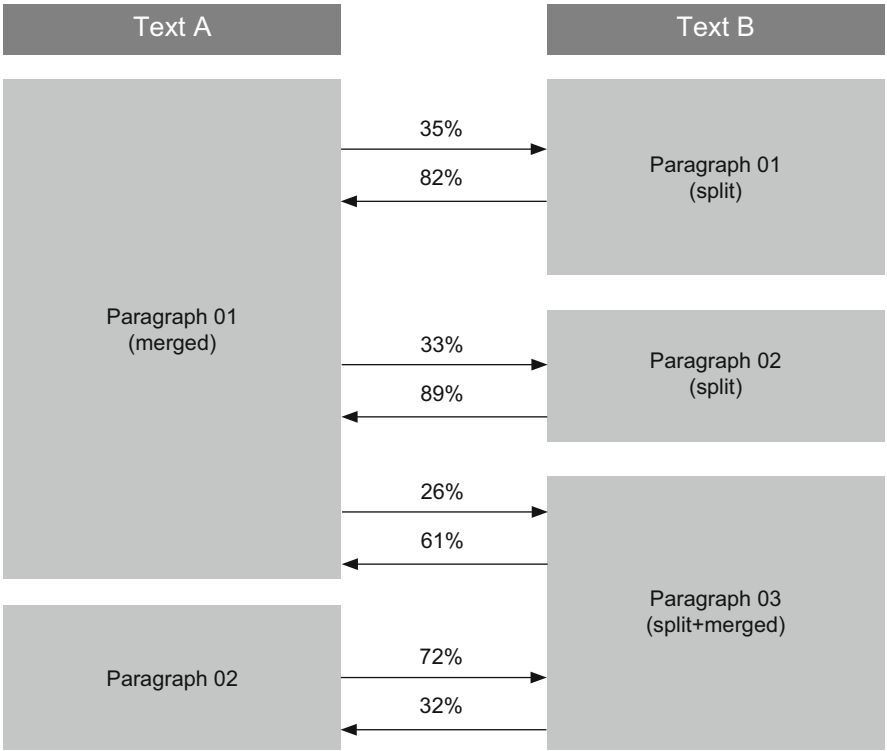 Text A
Text B
35%
82%
Paragraph 01
(split)
Paragraph 01
(merged)
33%
89%
Paragraph 02
(split)
26%
61%
Paragraph 03
(split+merged)
Paragraph 02
72%
32%